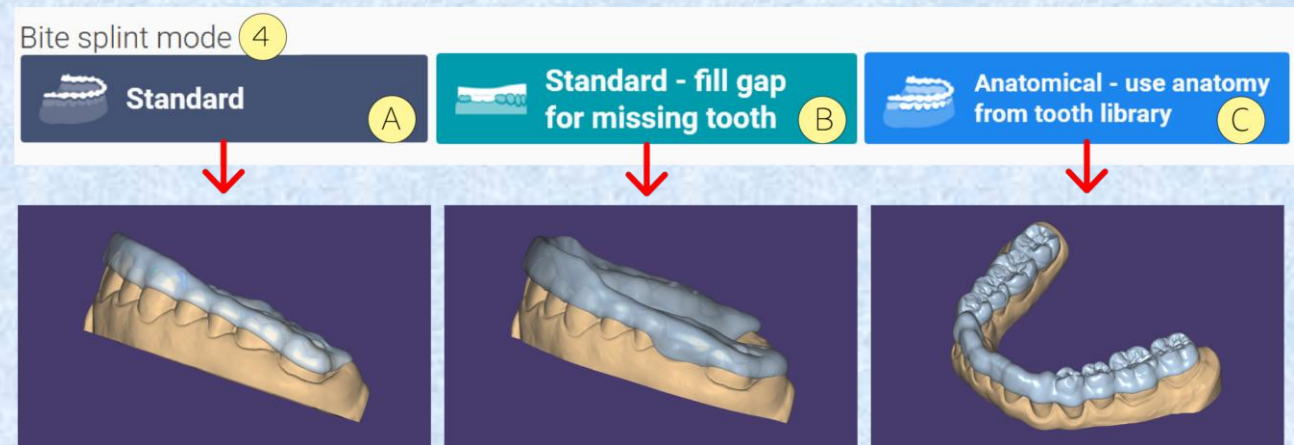 Bite splint mode 4
Standard
A
Standard - fill gap
for missing tooth
B
Anatomical - use anatomy
from tooth library
C